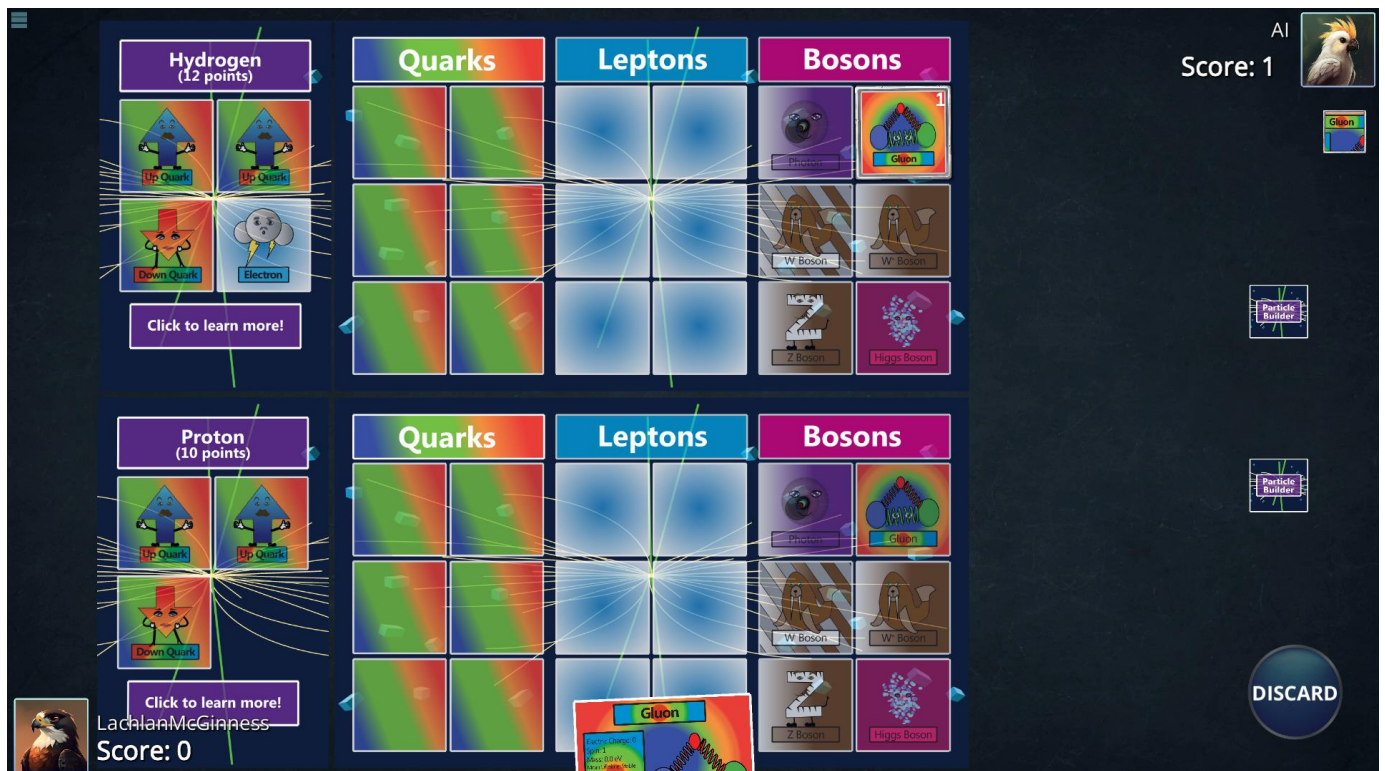 AI
Score: 1
Hydrogen
(12 points)
Up Quark
Up Quark
Down Quark
Electron
Click to learn more!
Quarks
Leptons
Bosons
Photon
1
Gluon
W⁻ Boson
W⁺ Boson
Z Boson
Higgs Boson
Gluon
Particle
Builder
Proton
(10 points)
Up Quark
Up Quark
Down Quark
Click to learn more!
Quarks
Leptons
Bosons
Photon
Gluon
W⁻ Boson
W⁺ Boson
Z Boson
Higgs Boson
Particle
Builder
LachlanMcGinness
Score: 0
Gluon
Electric Charge: 0
Spin: 1
Mass: 0.0 eV
DISCARD